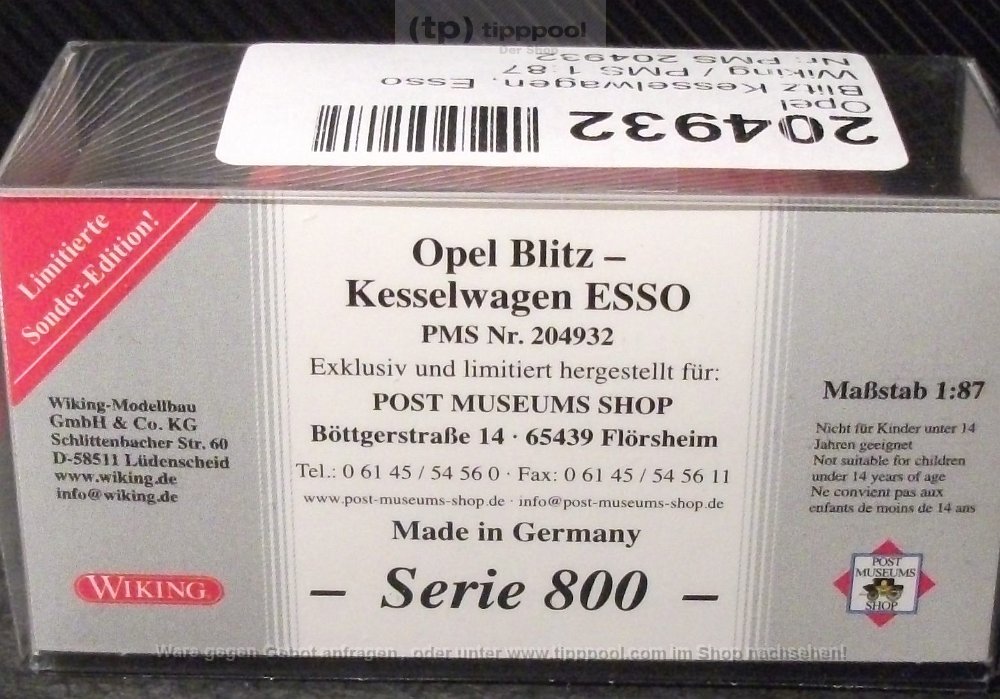 (tp) tipppool
Der Shop
204932
Opel
Blitz Kesselwagen, Esso
Wiking / PMS 1:87
Nr: PMS 204932
Limitierte
Sonder-Edition!
Opel Blitz –
Kesselwagen ESSO
PMS Nr. 204932
Exklusiv und limitiert hergestellt für:
POST MUSEUMS SHOP
Böttgerstraße 14 · 65439 Flörsheim
Tel.: 0 61 45 / 54 56 0 · Fax: 0 61 45 / 54 56 11
www.post-museums-shop.de · info@post-museums-shop.de
Made in Germany
– Serie 800 –
Wiking-Modellbau
GmbH & Co. KG
Schlittenbacher Str. 60
D-58511 Lüdenscheid
www.wiking.de
info@wiking.de
WIKING
Maßstab 1:87
Nicht für Kinder unter 14
Jahren geeignet
Not suitable for children
under 14 years of age
Ne convient pas aux
enfants de moins de 14 ans
POST
MUSEUMS
SHOP
Ware gegen Gebot anfragen, oder unter www.tipppool.com im Shop nachsehen!